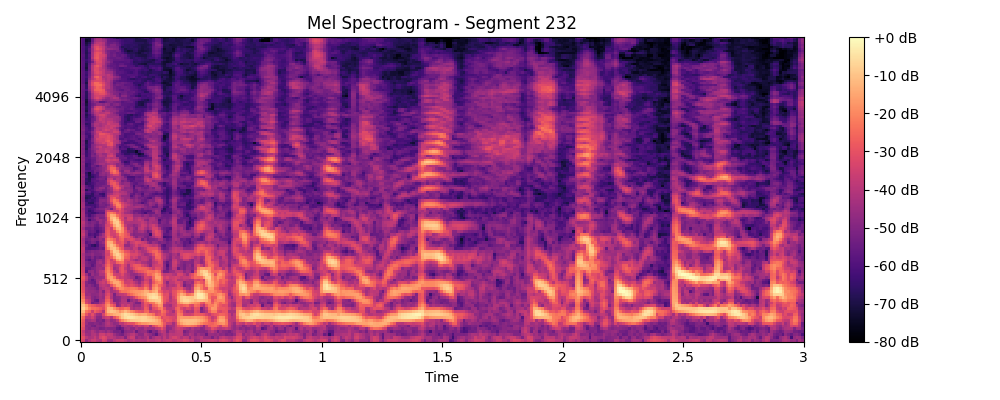 Mel Spectrogram - Segment 232
Frequency
4096
2048
1024
512
0
0 0.5 1 1.5 2 2.5 3
Time
+0 dB
-10 dB
-20 dB
-30 dB
-40 dB
-50 dB
-60 dB
-70 dB
-80 dB